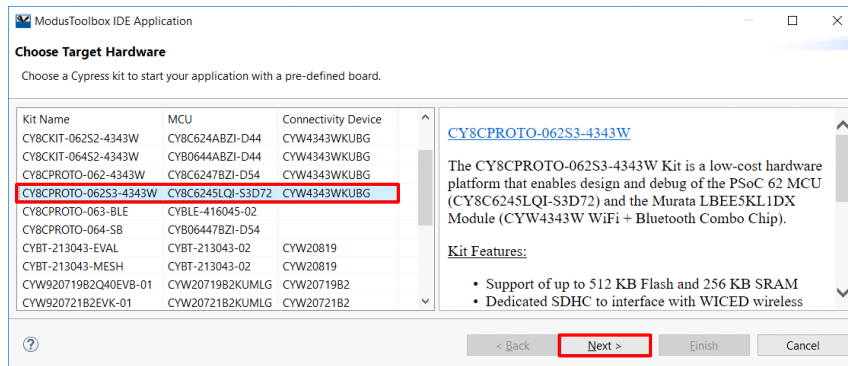 ModusToolbox IDE Application
Choose Target Hardware
Choose a Cypress kit to start your application with a pre-defined board.
Kit Name MCU Connectivity Device
CY8CKIT-062S2-4343W CY8C624ABZI-D44 CYW4343WKUBG
CY8CKIT-064S2-4343W CYB0644ABZI-D44 CYW4343WKUBG
CY8CPROTO-062-4343W CY8C6247BZI-D54 CYW4343WKUBG
CY8CPROTO-062S3-4343W CY8C6245LQI-S3D72 CYW4343WKUBG
CY8CPROTO-063-BLE CYBLE-416045-02
CY8CPROTO-064-SB CYB06447BZI-D54
CYBT-213043-EVAL CYBT-213043-02 CYW20819
CYBT-213043-MESH CYBT-213043-02 CYW20819
CYW920719B2Q40EVB-01 CYW20719B2KUMLG CYW20719B2
CYW920721B2EVK-01 CYW20721B2KUMLG CYW20721B2
CY8CPROTO-062S3-4343W
The CY8CPROTO-062S3-4343W Kit is a low-cost hardware
platform that enables design and debug of the PSoC 62 MCU
(CY8C6245LQI-S3D72) and the Murata LBEE5KL1DX
Module (CYW4343W WiFi + Bluetooth Combo Chip).
Kit Features:
• Support of up to 512 KB Flash and 256 KB SRAM
• Dedicated SDHC to interface with WICED wireless
? < Back Next > Finish Cancel